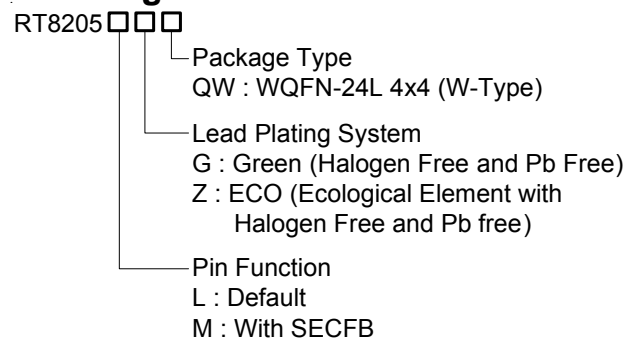 RT8205
Package Type
QW : WQFN-24L 4x4 (W-Type)
Lead Plating System
G : Green (Halogen Free and Pb Free)
Z : ECO (Ecological Element with
Halogen Free and Pb free)
Pin Function
L : Default
M : With SECFB